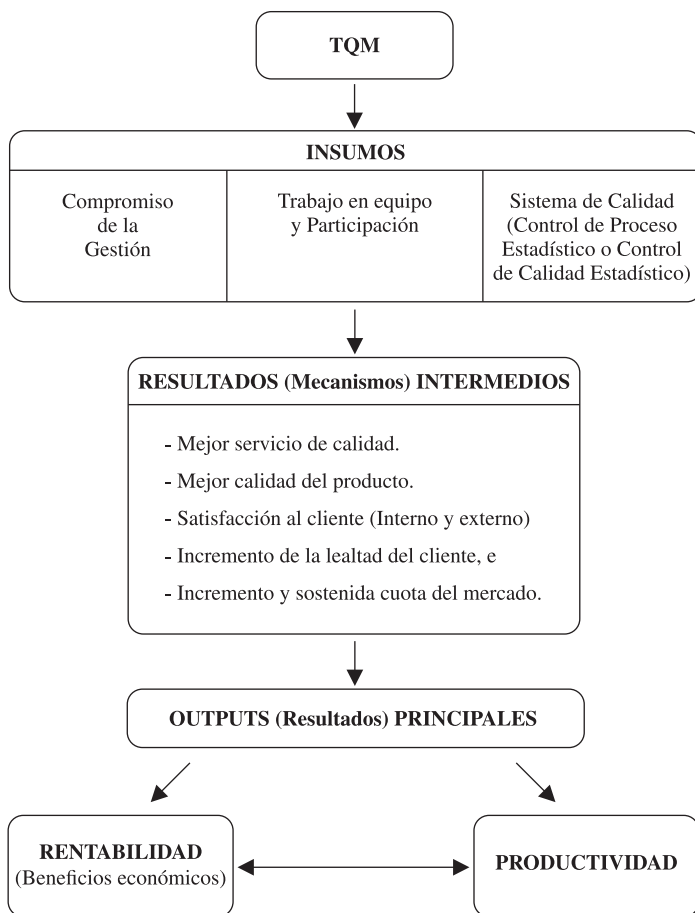 TQM
INSUMOS
Compromiso
de la
Gestión
Trabajo en equipo
y Participación
Sistema de Calidad
(Control de Proceso
Estadístico o Control
de Calidad Estadístico)
RESULTADOS (Mecanismos) INTERMEDIOS
- Mejor servicio de calidad.
- Mejor calidad del producto.
- Satisfacción al cliente (Interno y externo)
- Incremento de la lealtad del cliente, e
- Incremento y sostenida cuota del mercado.
OUTPUTS (Resultados) PRINCIPALES
RENTABILIDAD
(Beneficios económicos)
PRODUCTIVIDAD